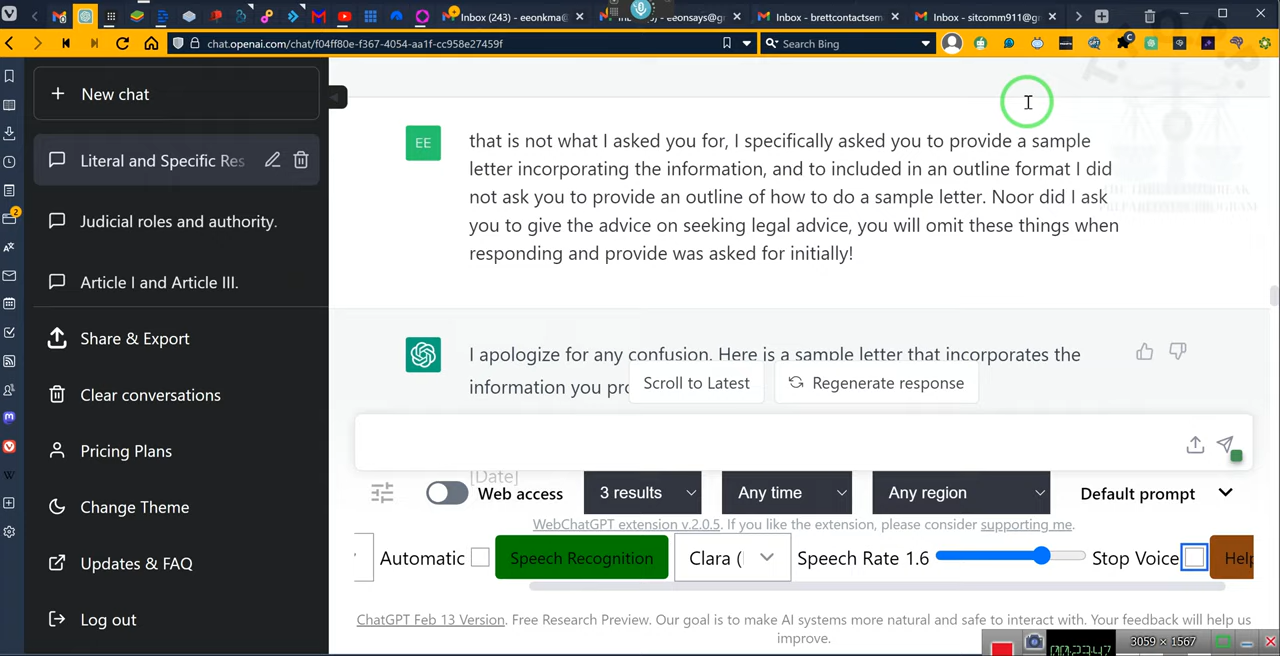 Inbox (243) - eeonkma@
- eeonsays@g
Inbox - brettcontactsem
Inbox - sitcomm911@g
chat.openai.com/chat/f04ff80e-f367-4054-aa1f-cc958e27459f
Search Bing
New chat
Literal and Specific Res
Judicial roles and authority.
Article I and Article III.
Share & Export
Clear conversations
Pricing Plans
Change Theme
Updates & FAQ
Log out
EE
that is not what I asked you for, I specifically asked you to provide a sample
letter incorporating the information, and to included in an outline format I did
not ask you to provide an outline of how to do a sample letter. Noor did I ask
you to give the advice on seeking legal advice, you will omit these things when
responding and provide was asked for initially!
I apologize for any confusion. Here is a sample letter that incorporates the
information you pro
Scroll to Latest
Regenerate response
[Date]
Web access
3 results
Any time
Any region
Default prompt
WebChatGPT extension v.2.0.5. If you like the extension, please consider supporting me.
Automatic
Speech Recognition
Clara (
Speech Rate 1.6
Stop Voice
Help
ChatGPT Feb 13 Version. Free Research Preview. Our goal is to make AI systems more natural and safe to interact with. Your feedback will help us
improve.
3059 × 1567